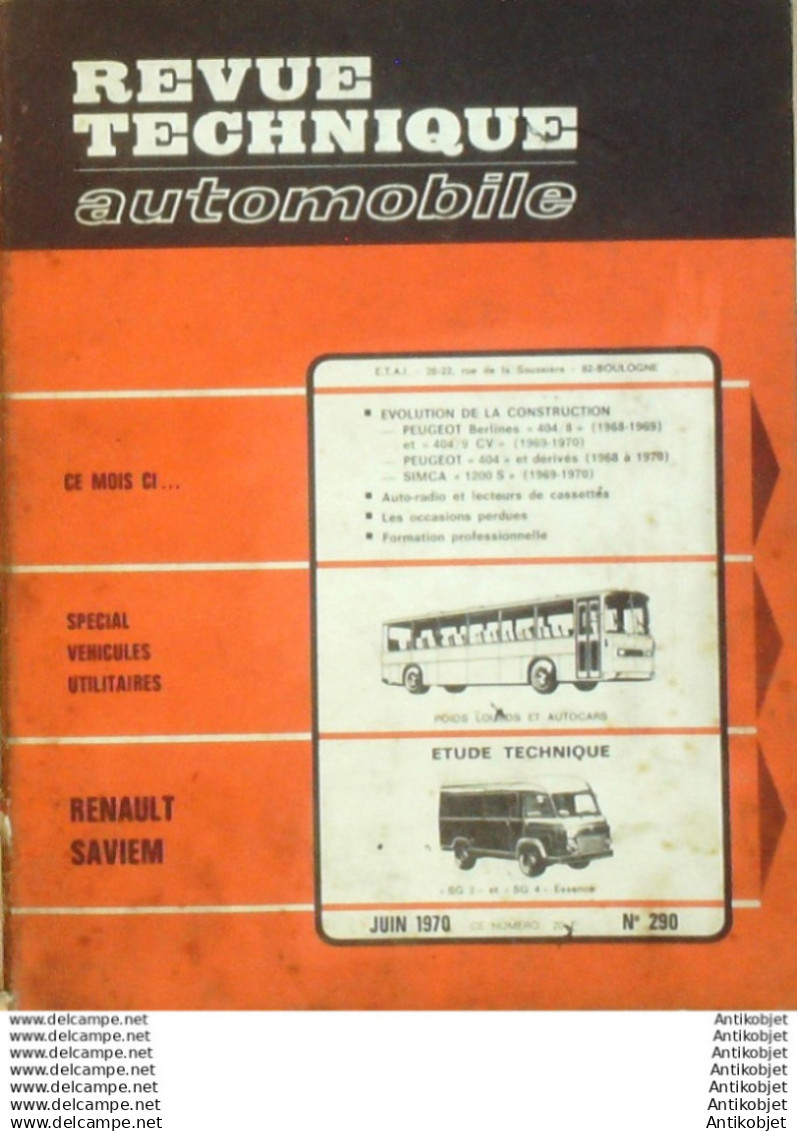 REVUE
TECHNIQUE
automobile
E.T.A.I. - 20-22, rue de la Saussière - 92-BOULOGNE
CE MOIS CI...
■ EVOLUTION DE LA CONSTRUCTION
— PEUGEOT Berlines « 404/8 » (1968-1969)
et « 404/9 CV » (1969-1970)
— PEUGEOT « 404 » et dérivés (1968 à 1970)
— SIMCA « 1200 S » (1969-1970)
■ Auto-radio et lecteurs de cassettes
■ Les occasions perdues
■ Formation professionnelle
SPECIAL
VEHICULES
UTILITAIRES
POIDS LOURDS ET AUTOCARS
RENAULT
SAVIEM
ETUDE TECHNIQUE
« SG 2 » et « SG 4 » Essence
JUIN 1970 CE NUMERO: 20 F N° 290
www.delcampe.net Antikobjet
www.delcampe.net Antikobjet
www.delcampe.net Antikobjet
www.delcampe.net Antikobjet
www.delcampe.net Antikobjet
www.delcampe.net Antikobjet
www.delcampe.net Antikobjet